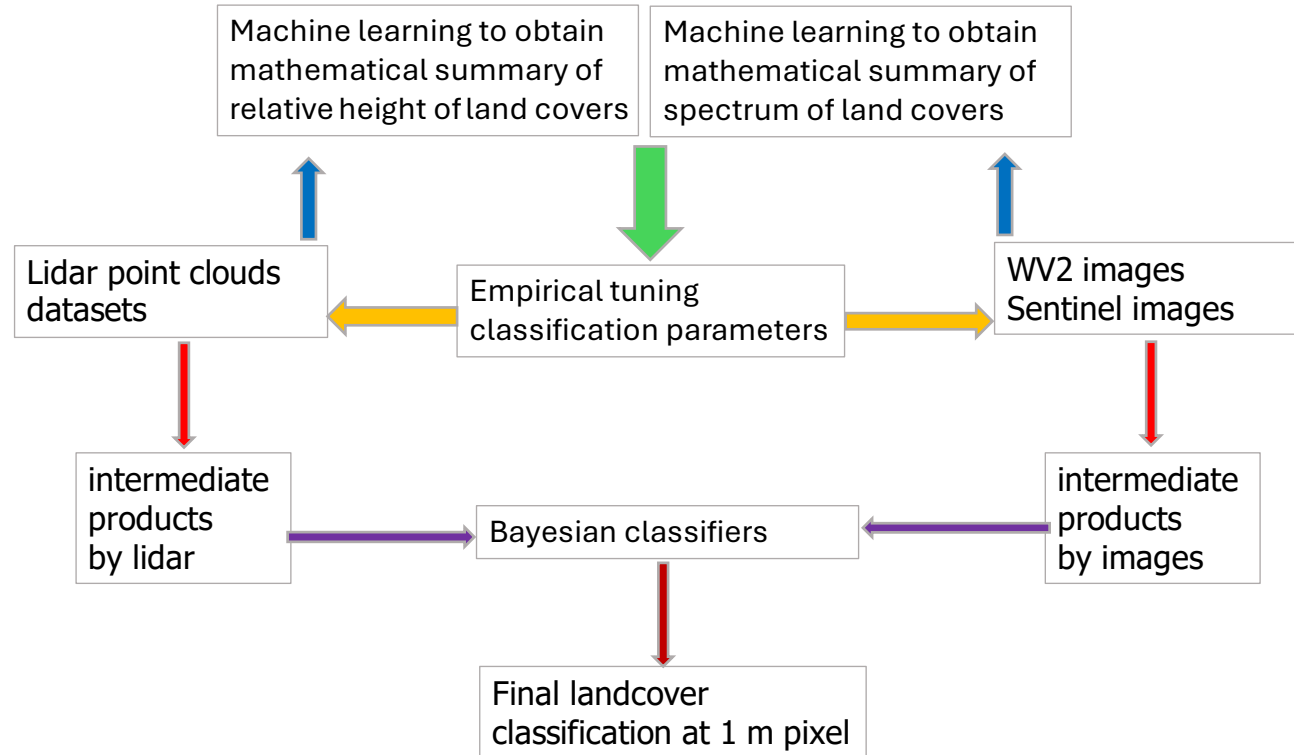 Machine learning to obtain
mathematical summary of
relative height of land covers
Machine learning to obtain
mathematical summary of
spectrum of land covers
Lidar point clouds
datasets
Empirical tuning
classification parameters
WV2 images
Sentinel images
intermediate
products
by lidar
Bayesian classifiers
intermediate
products
by images
Final landcover
classification at 1 m pixel